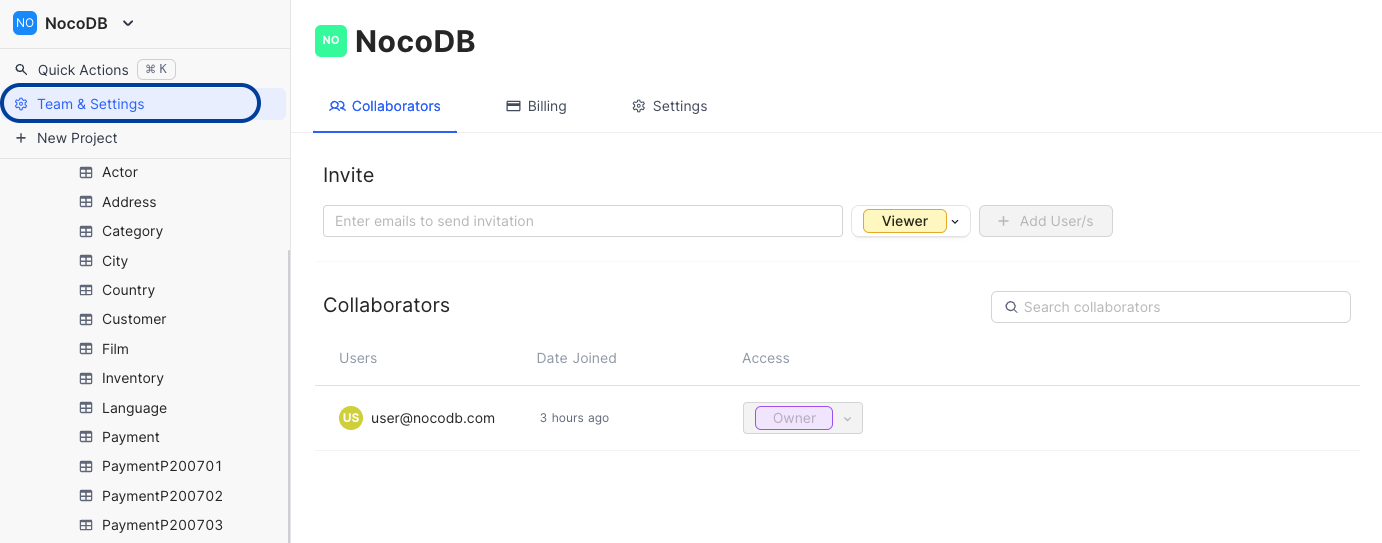 NO NocoDB
Quick Actions ⌘ K
Team & Settings
New Project
Actor
Address
Category
City
Country
Customer
Film
Inventory
Language
Payment
PaymentP200701
PaymentP200702
PaymentP200703
NO NocoDB
Collaborators Billing Settings
Invite
Enter emails to send invitation Viewer + Add User/s
Collaborators Search collaborators
Users Date Joined Access
US user@nocodb.com 3 hours ago Owner